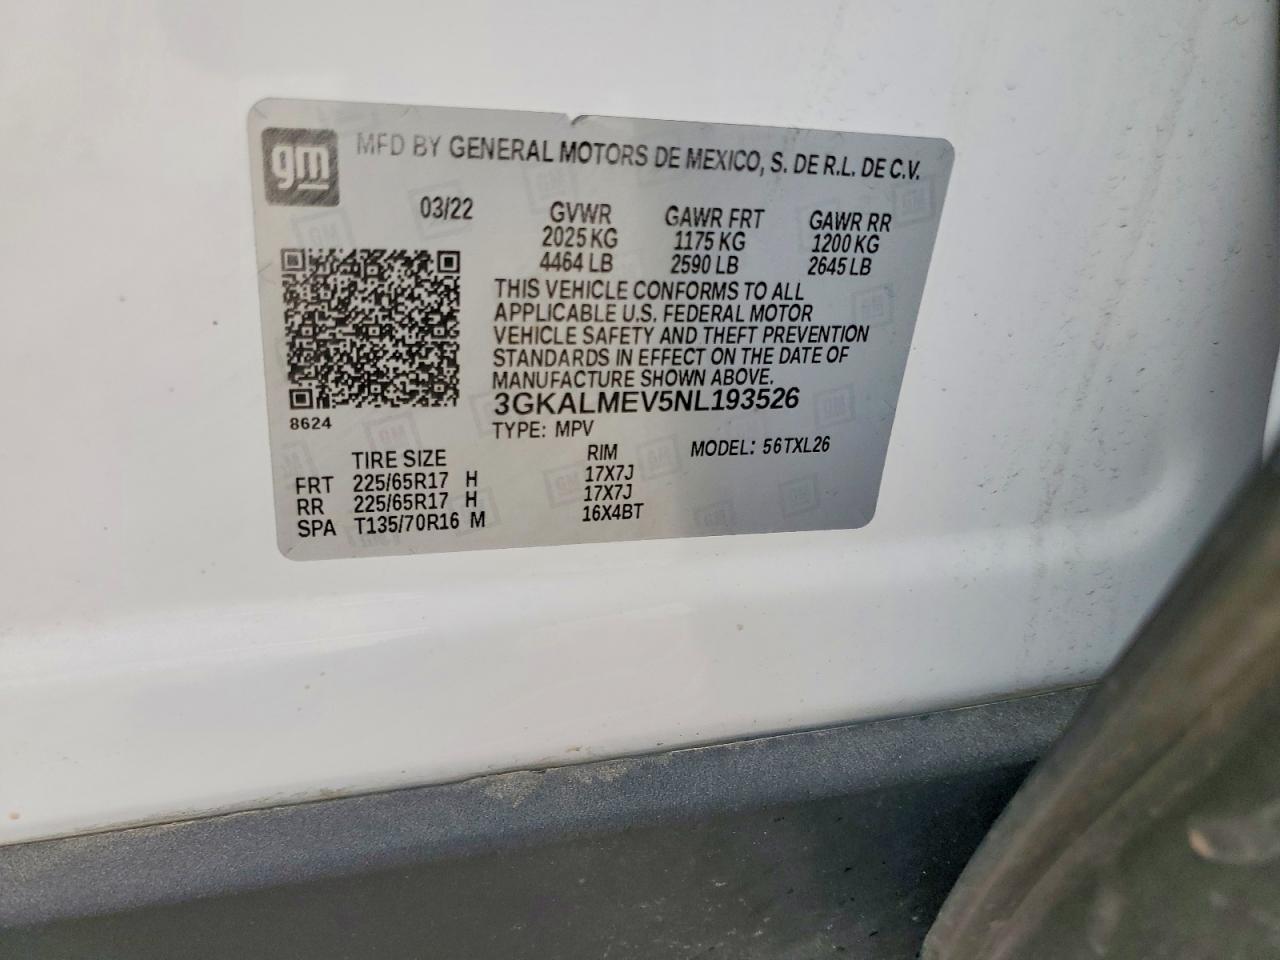 gm MFD BY GENERAL MOTORS DE MEXICO, S. DE R.L. DE C.V.
03/22 GVWR GAWR FRT GAWR RR
2025 KG 1175 KG 1200 KG
4464 LB 2590 LB 2645 LB
THIS VEHICLE CONFORMS TO ALL
APPLICABLE U.S. FEDERAL MOTOR
VEHICLE SAFETY AND THEFT PREVENTION
STANDARDS IN EFFECT ON THE DATE OF
MANUFACTURE SHOWN ABOVE.
3GKALMEV5NL193526
8624
TYPE: MPV MODEL: 56TXL26
TIRE SIZE RIM
FRT 225/65R17 H 17X7J
RR 225/65R17 H 17X7J
SPA T135/70R16 M 16X4BT